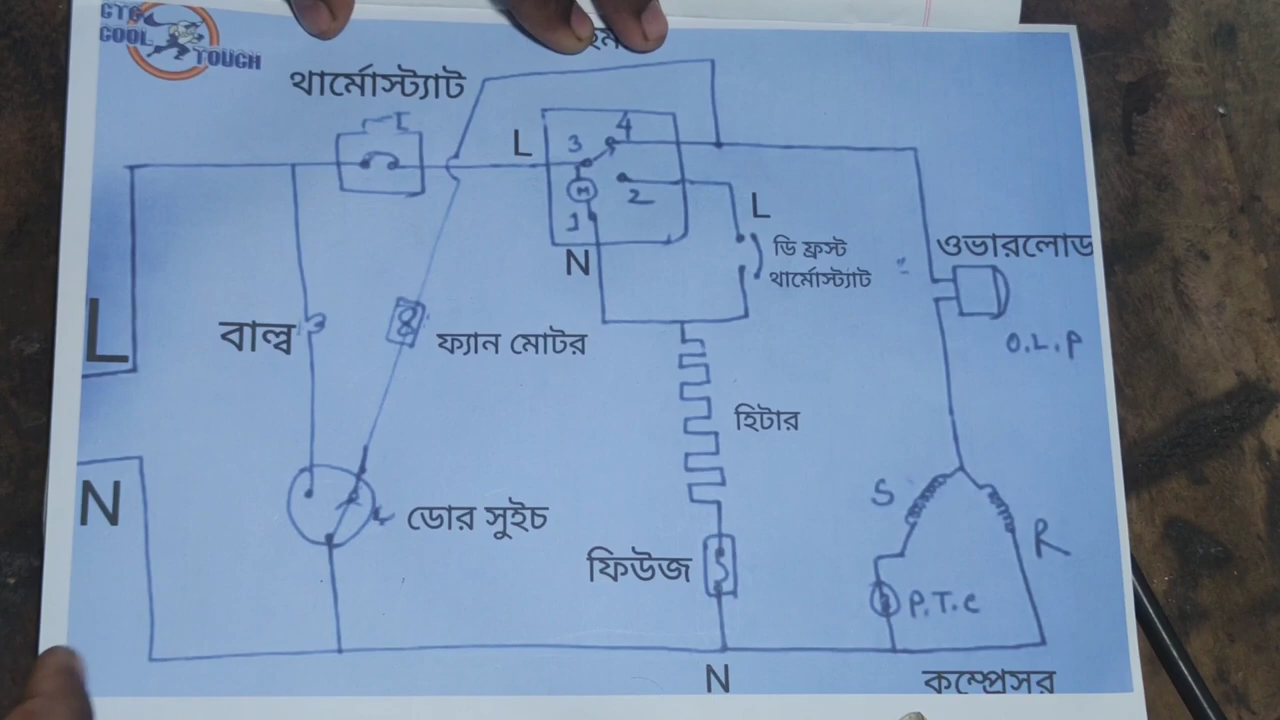 CTG
COOL
TOUCH
থার্মোস্ট্যাট
L
3
4
M
2
1
L
N
ডি ফ্রস্ট
থার্মোস্ট্যাট
ওভারলোড
O.L.P
L
বাল্ব
ফ্যান মোটর
হিটার
N
ডোর সুইচ
S
R
ফিউজ
P.T.C
N
কম্প্রেসর